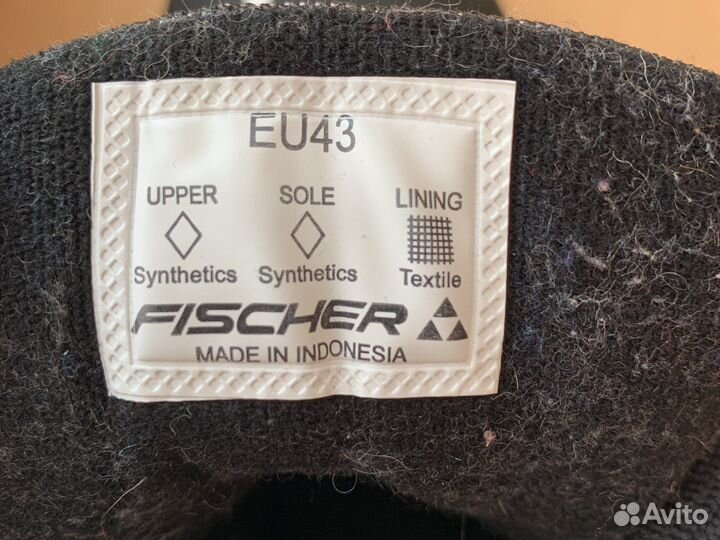 EU43
UPPER SOLE LINING
Synthetics Synthetics Textile
FISCHER
MADE IN INDONESIA
Avito